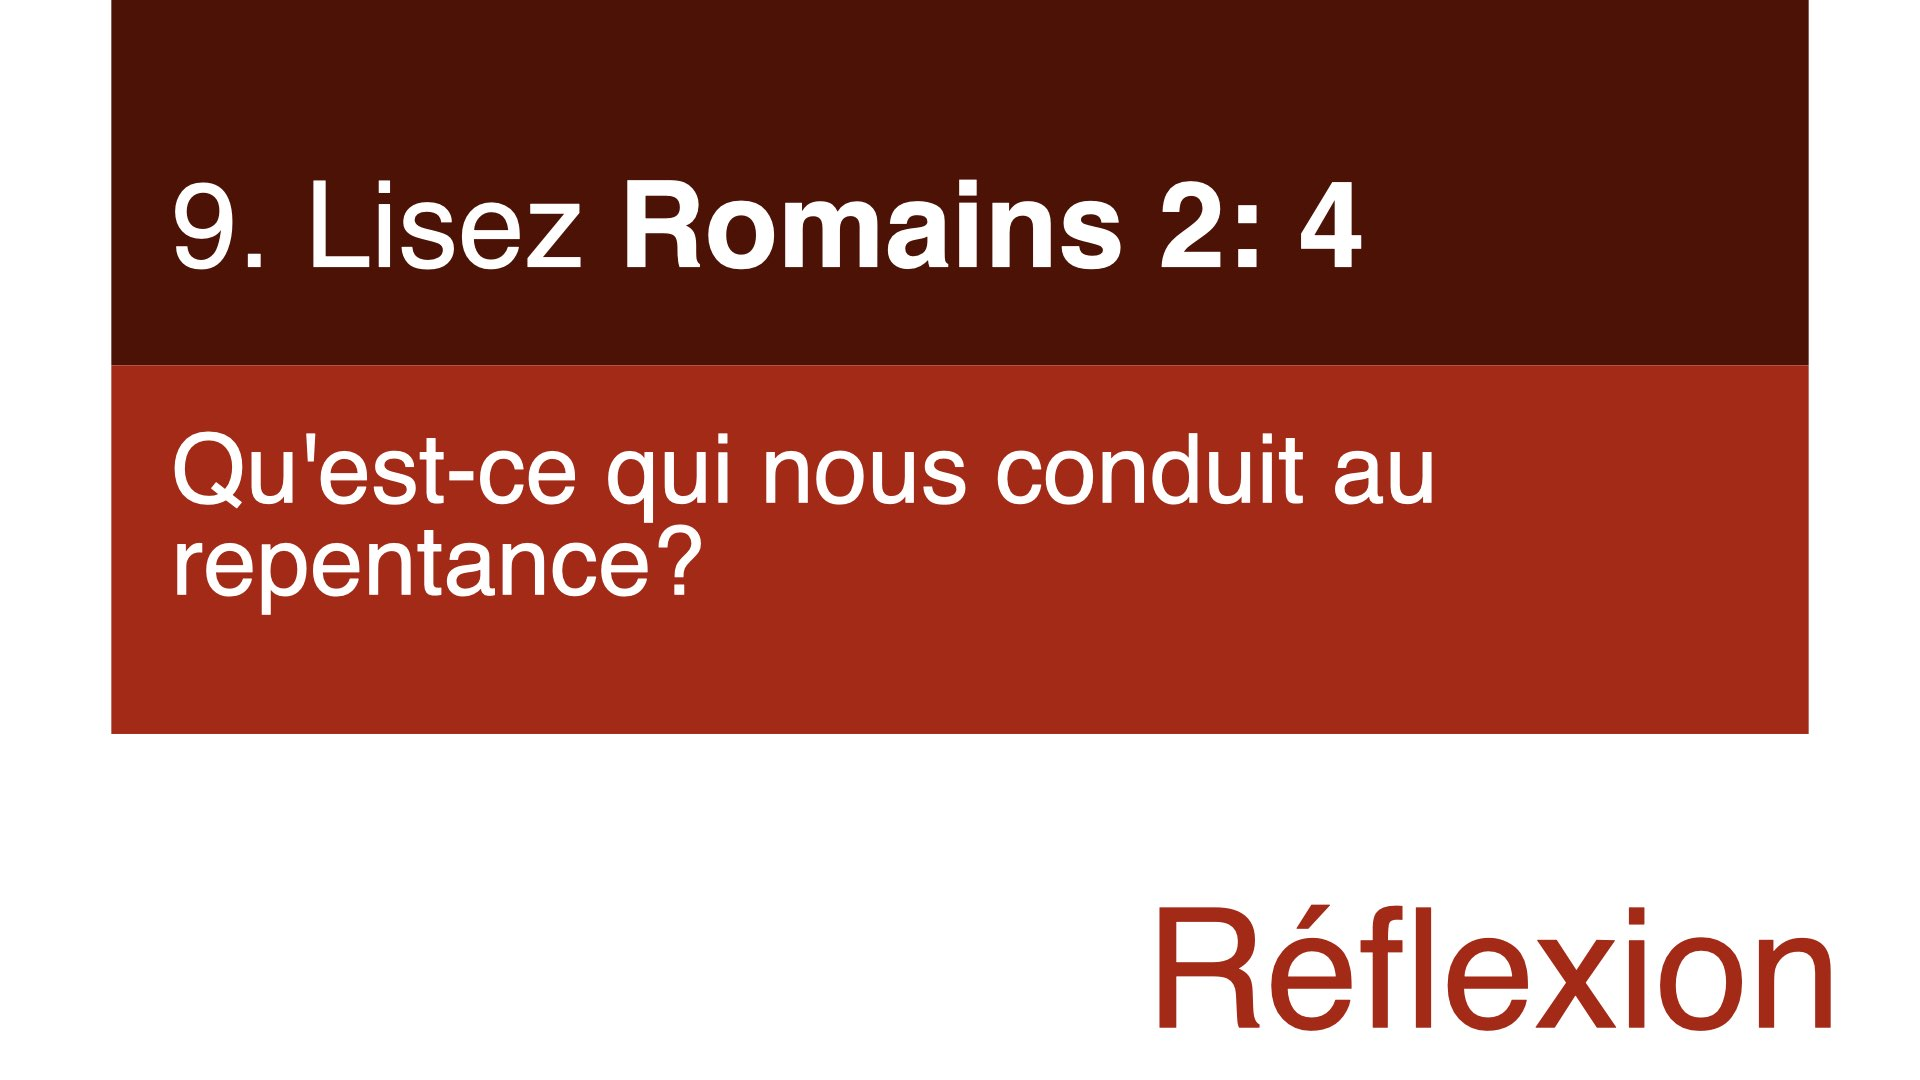 9. Lisez Romains 2: 4
Qu'est-ce qui nous conduit au
repentance?
Réflexion